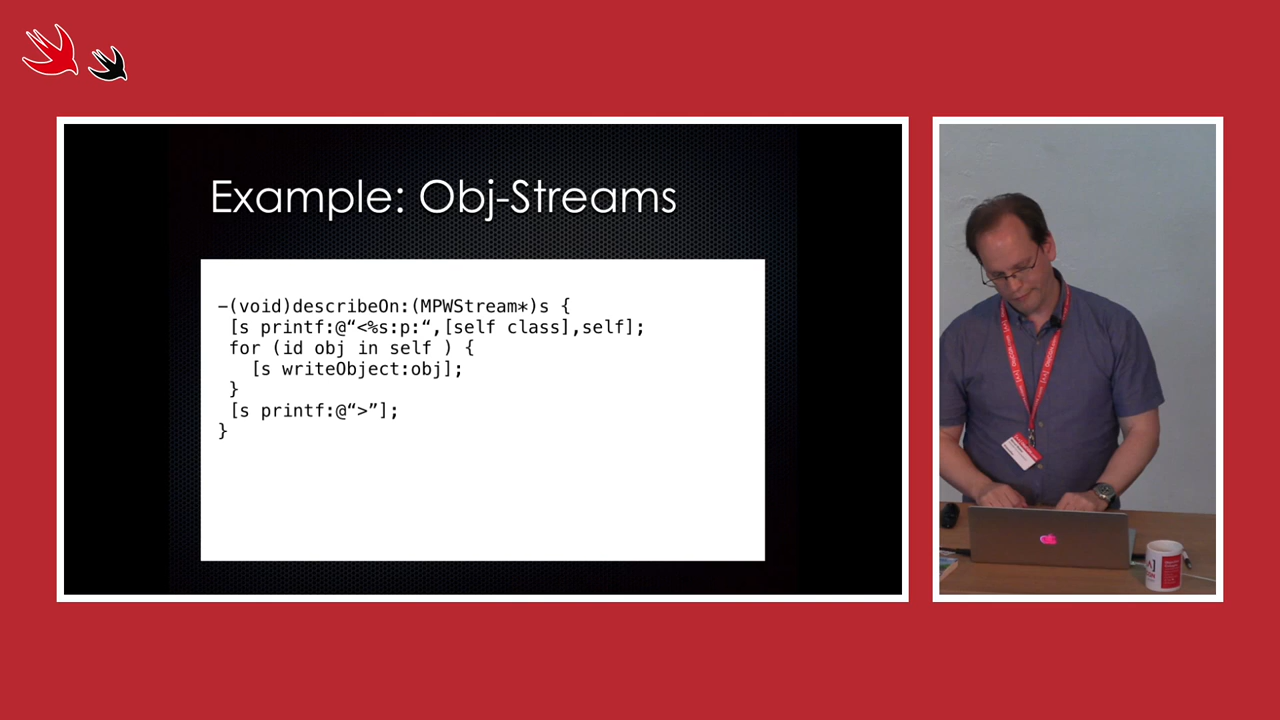 Example: Obj-Streams
-(void)describeOn:(MPWStream*)s {
[s printf:@“<%s:p:“,[self class],self];
for (id obj in self ) {
[s writeObject:obj];
}
[s printf:@“>”];
}